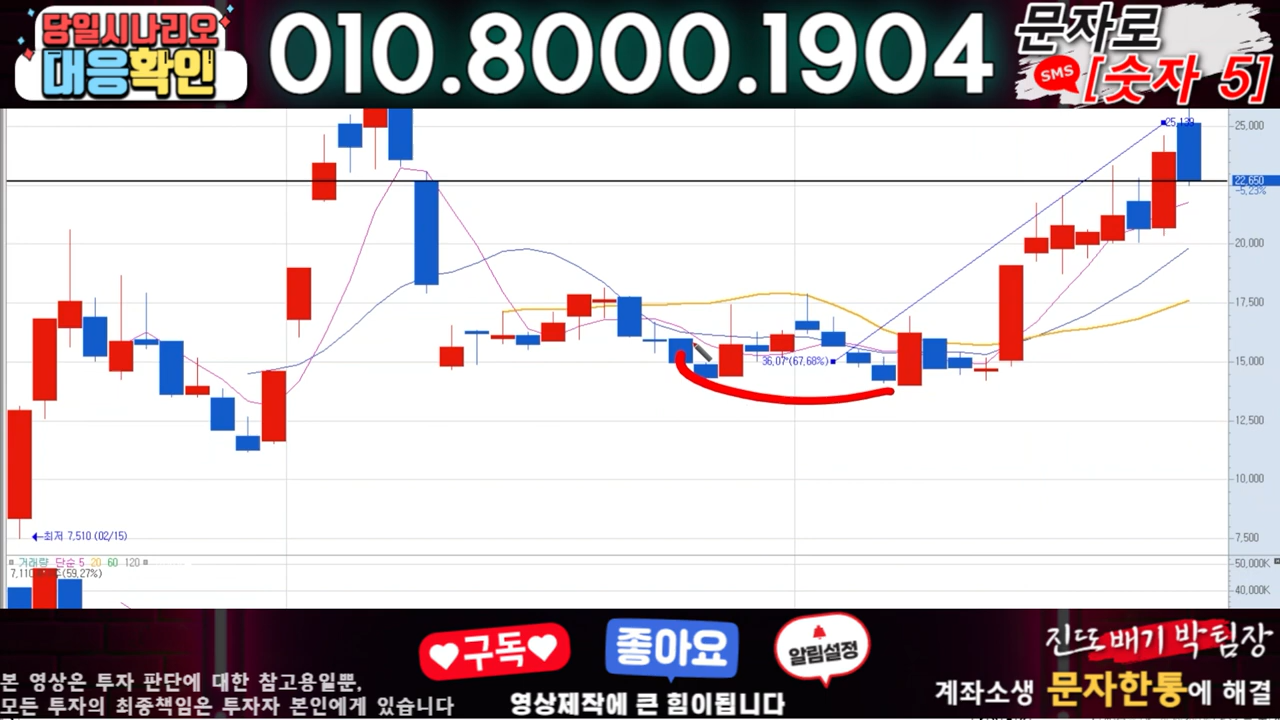 당일시나리오
대응확인
010.8000.1904
문자로
SMS
[숫자 5]
25,139
25,000
22,650
-5,23%
20,000
17,500
15,000
12,500
10,000
7,500
50,000K
40,000K
(67,68%)
←최저 7,510 (02/15)
거래량 단순 5 20 60 120
(59,27%)
구독
좋아요
알림설정
영상제작에 큰 힘이됩니다
본 영상은 투자 판단에 대한 참고용일뿐,
모든 투자의 최종책임은 투자자 본인에게 있습니다
진또배기 박팀장
계좌소생 문자한통에 해결